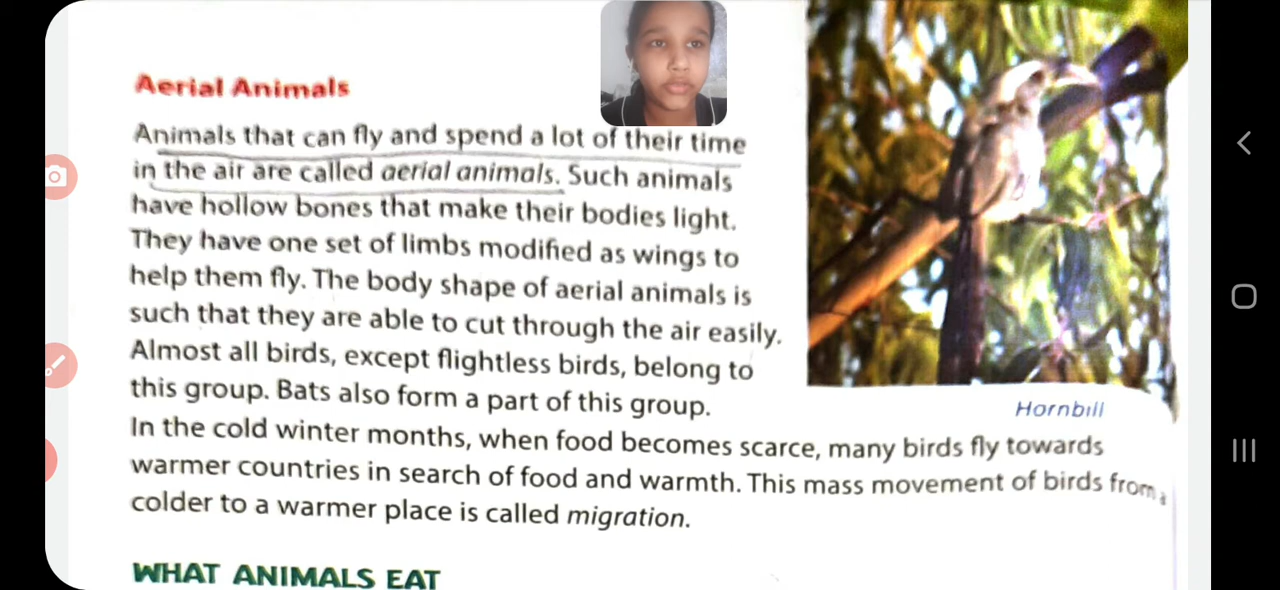 Aerial Animals
Animals that can fly and spend a lot of their time
in the air are called aerial animals. Such animals
have hollow bones that make their bodies light.
They have one set of limbs modified as wings to
help them fly. The body shape of aerial animals is
such that they are able to cut through the air easily.
Almost all birds, except flightless birds, belong to
this group. Bats also form a part of this group.
Hornbill
In the cold winter months, when food becomes scarce, many birds fly towards
warmer countries in search of food and warmth. This mass movement of birds from a
colder to a warmer place is called migration.
WHAT ANIMALS EAT